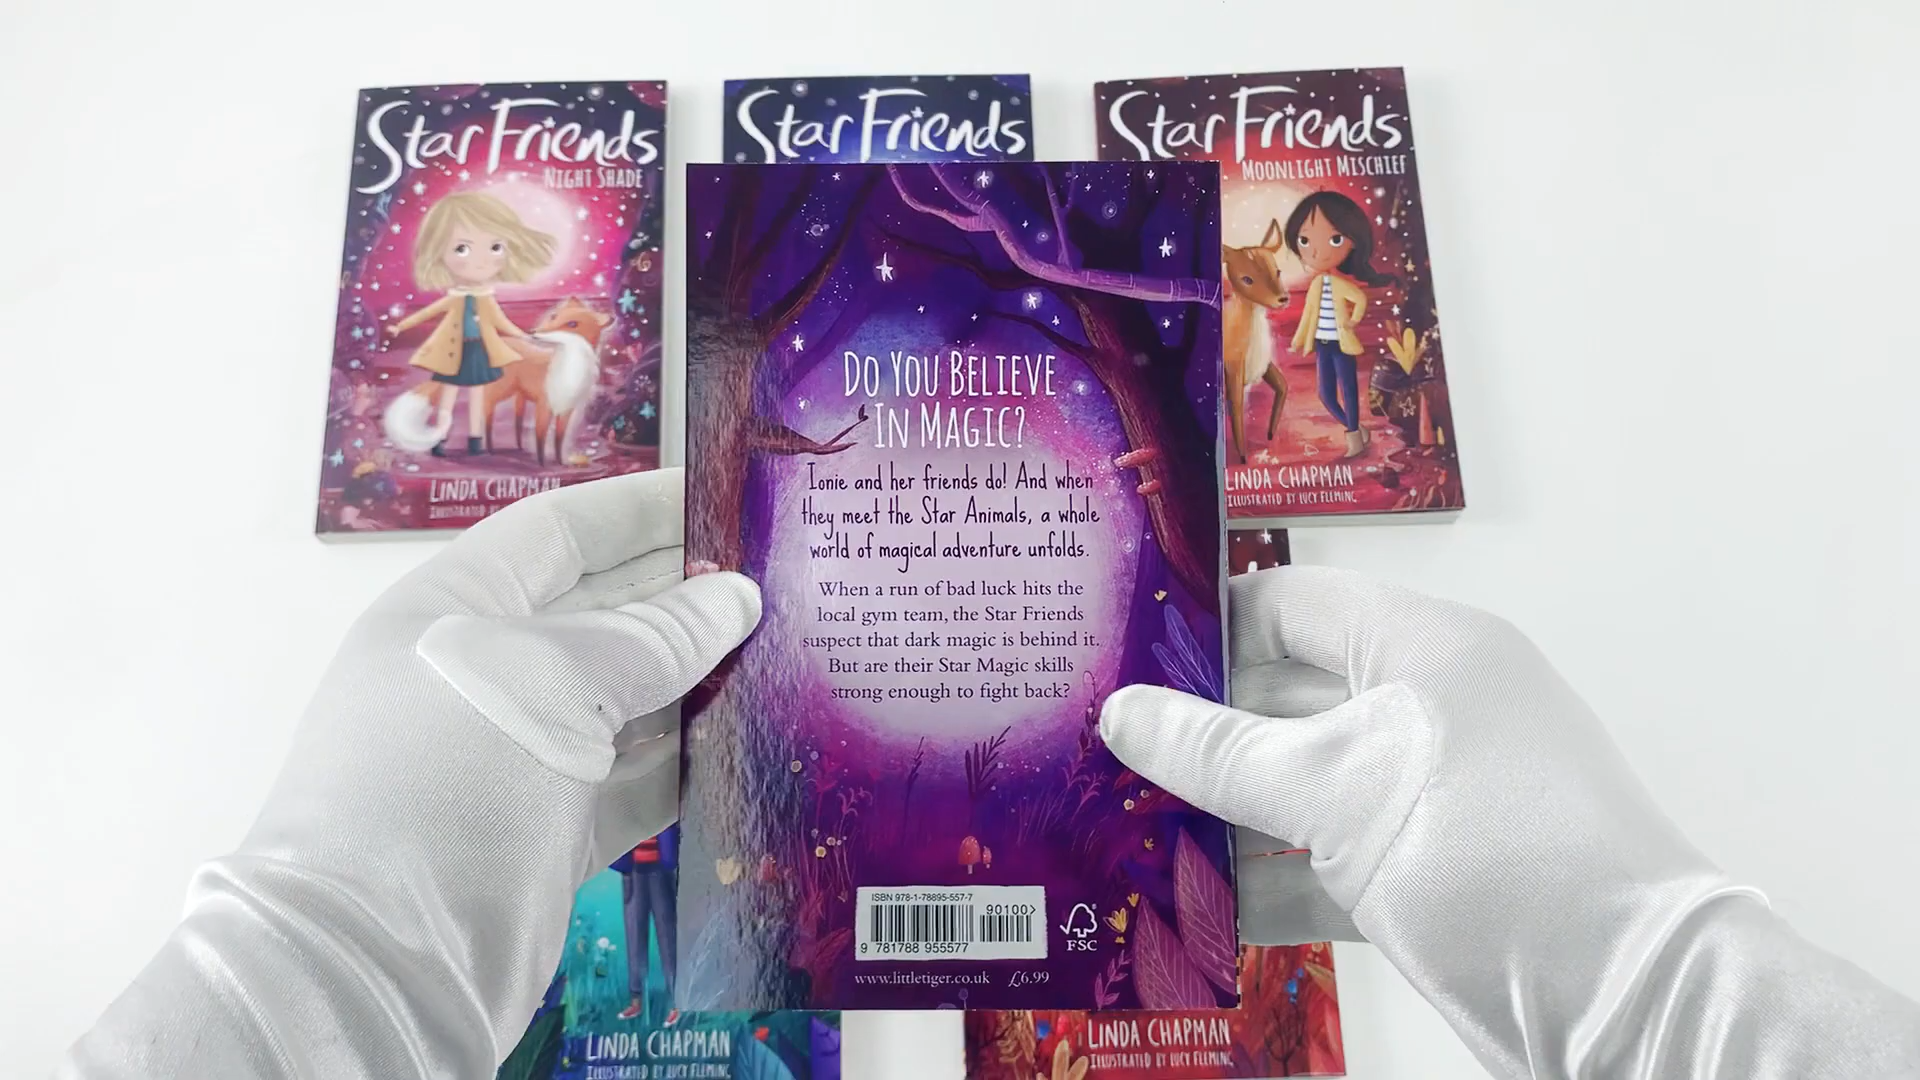 Star Friends
NIGHT SHADE
LINDA CHAPMAN
ILLUSTRATED BY
Star Friends
Star Friends
MOONLIGHT MISCHIEF
LINDA CHAPMAN
ILLUSTRATED BY LUCY FLEMING
DO YOU BELIEVE
IN MAGIC?
Ionie and her friends do! And when
they meet the Star Animals, a whole
world of magical adventure unfolds.
When a run of bad luck hits the
local gym team, the Star Friends
suspect that dark magic is behind it.
But are their Star Magic skills
strong enough to fight back?
ISBN 978-1-78895-557-7
90100>
9 781788 955577
FSC
www.littletiger.co.uk £6.99
LINDA CHAPMAN
ILLUSTRATED BY LUCY FLEMING
LINDA CHAPMAN
ILLUSTRATED BY LUCY FLEMING